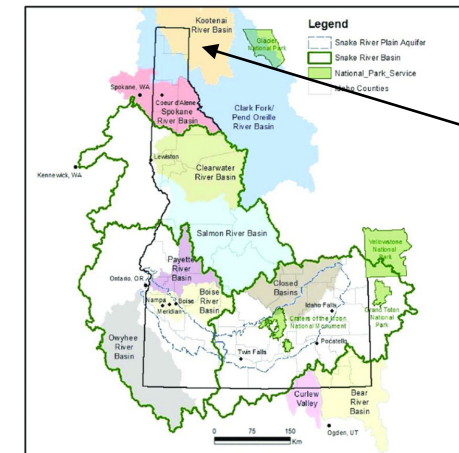 Kootenai
River Basin
Glacier
National Park
Legend
Snake River Plain Aquifer
Snake River Basin
National_Park_Service
Idaho Counties
Spokane, WA
Coeur d'Alene
Spokane
River Basin
Clark Fork/
Pend Oreille
River Basin
Lewiston
Kennewick, WA
Clearwater
River Basin
Salmon River Basin
Yellowstone
National
Park
Payette
River
Basin
Ontario, OR
Closed
Basins
Nampa
Boise
Meridian
Boise
River
Basin
Idaho Falls
Craters of the Moon
National Monument
Grand Teton
National
Park
Owyhee
River
Basin
Twin Falls
Pocatello
Curlew
Valley
Bear
River
Basin
Ogden, UT
0 75 150
Km